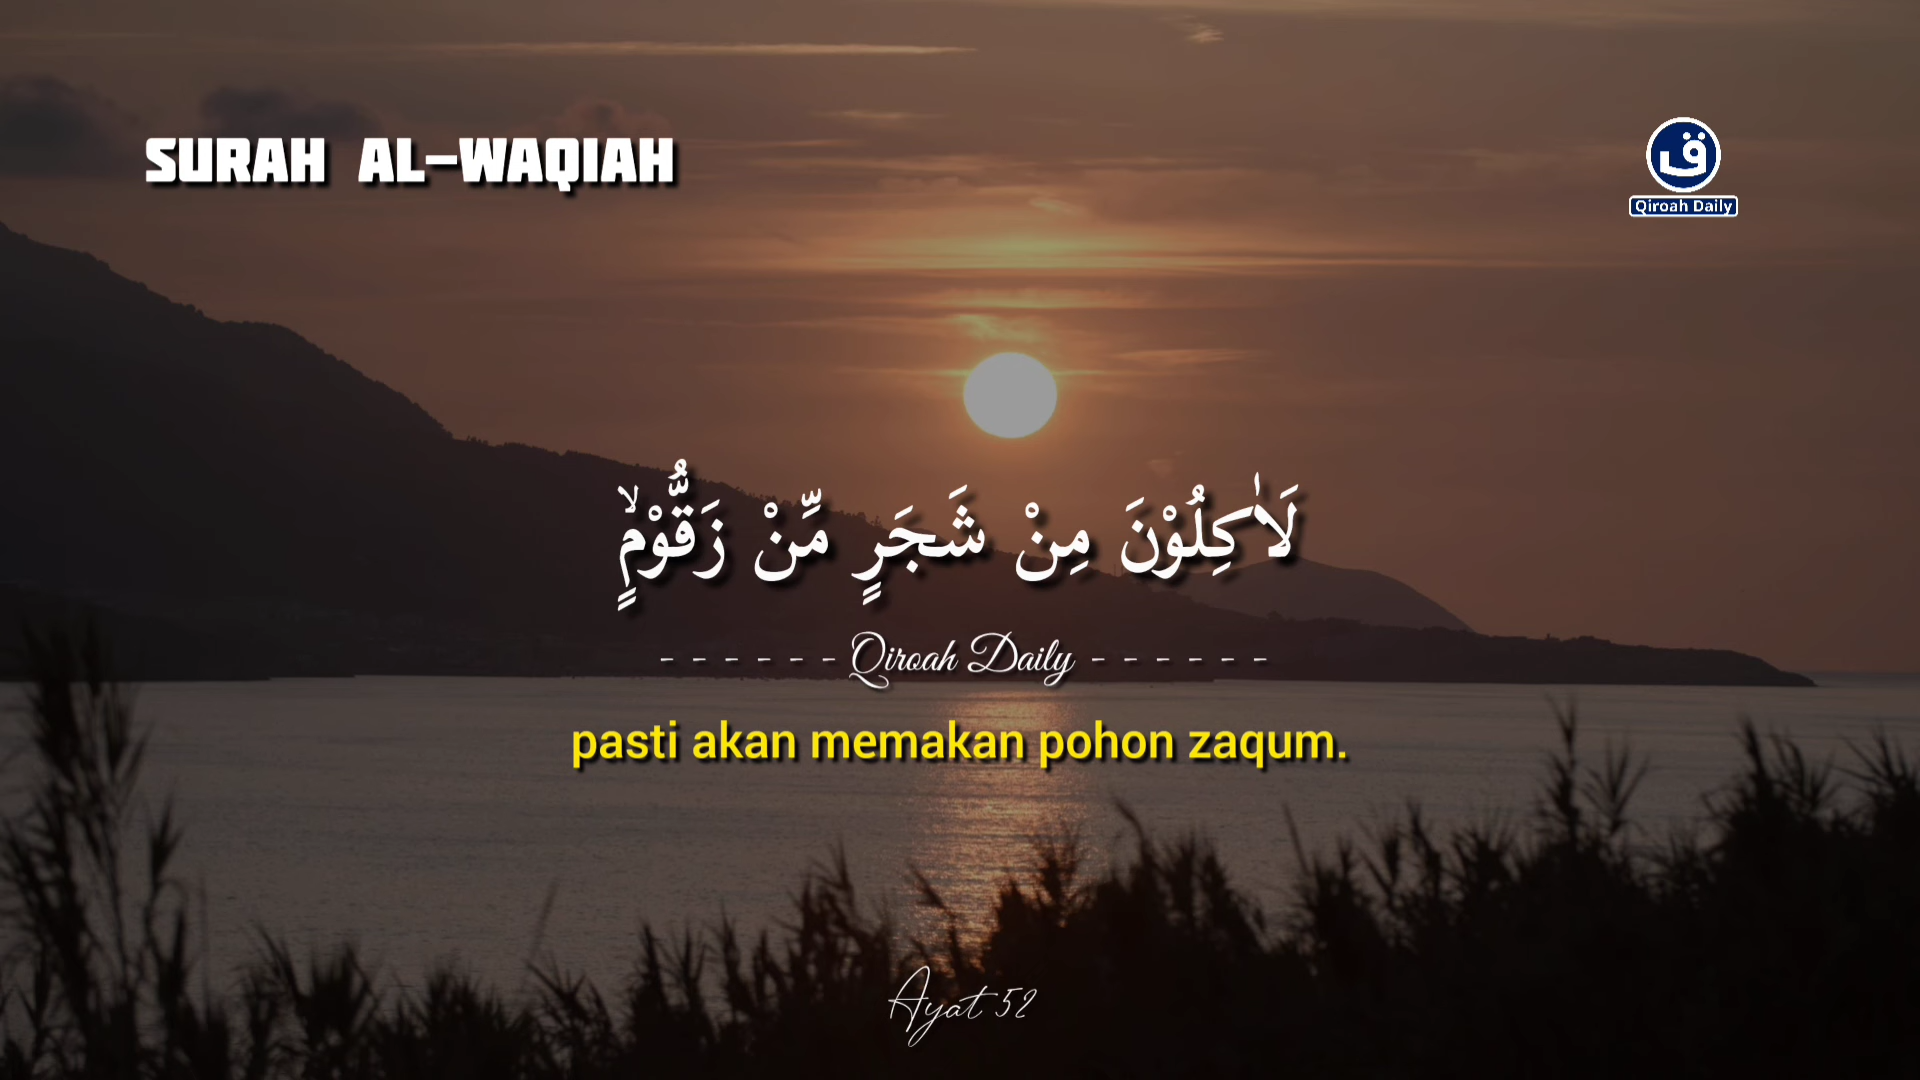 SURAH AL-WAQIAH
ق
Qiroah Daily
لَاٰكِلُوْنَ مِنْ شَجَرٍ مِّنْ زَقُّوْمٍۙ
------ Qiroah Daily ------
pasti akan memakan pohon zaqum.
Ayat 52